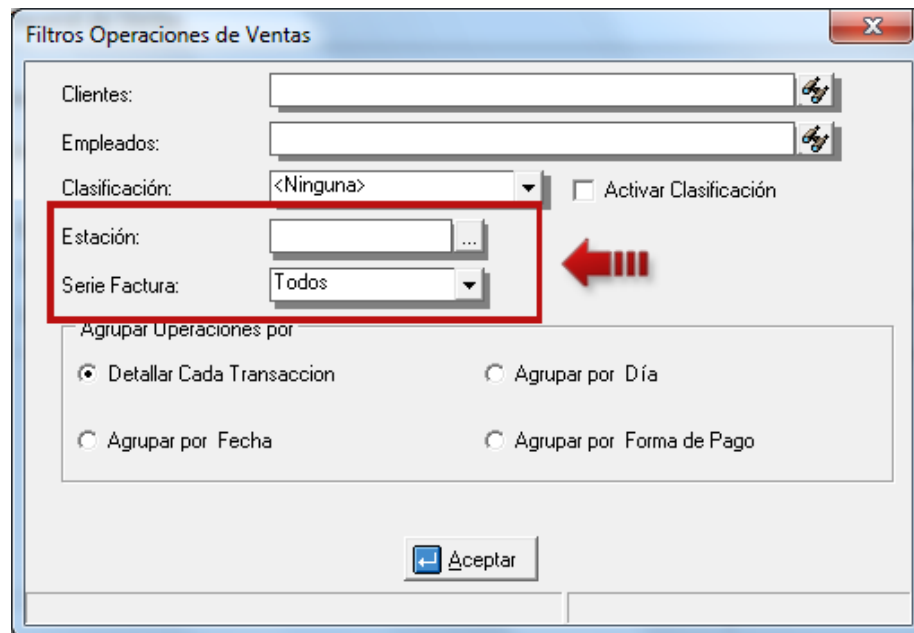 Filtros Operaciones de Ventas
x
Clientes:
Empleados:
Clasificación: <Ninguna> Activar Clasificación
Estación: ...
Serie Factura: Todos
Agrupar Operaciones por
Detallar Cada Transaccion Agrupar por Día
Agrupar por Fecha Agrupar por Forma de Pago
Aceptar